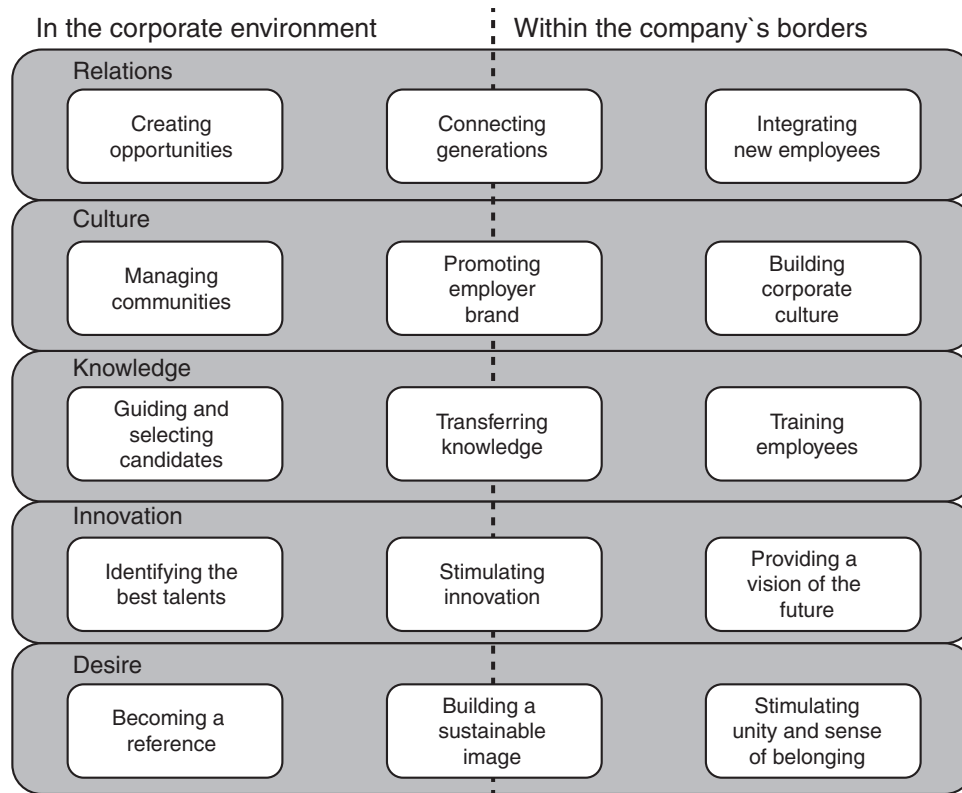 In the corporate environment
Within the company`s borders
Relations
Creating
opportunities
Connecting
generations
Integrating
new employees
Culture
Managing
communities
Promoting
employer
brand
Building
corporate
culture
Knowledge
Guiding and
selecting
candidates
Transferring
knowledge
Training
employees
Innovation
Identifying the
best talents
Stimulating
innovation
Providing a
vision of the
future
Desire
Becoming a
reference
Building a
sustainable
image
Stimulating
unity and sense
of belonging